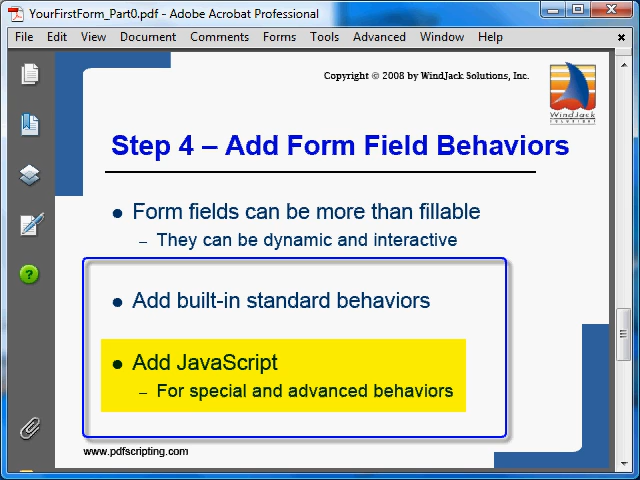 YourFirstForm_Part0.pdf - Adobe Acrobat Professional
File Edit View Document Comments Forms Tools Advanced Window Help
Copyright © 2008 by WindJack Solutions, Inc.
WindJack
SOLUTIONS
Step 4 – Add Form Field Behaviors
● Form fields can be more than fillable
– They can be dynamic and interactive
● Add built-in standard behaviors
● Add JavaScript
– For special and advanced behaviors
www.pdfscripting.com